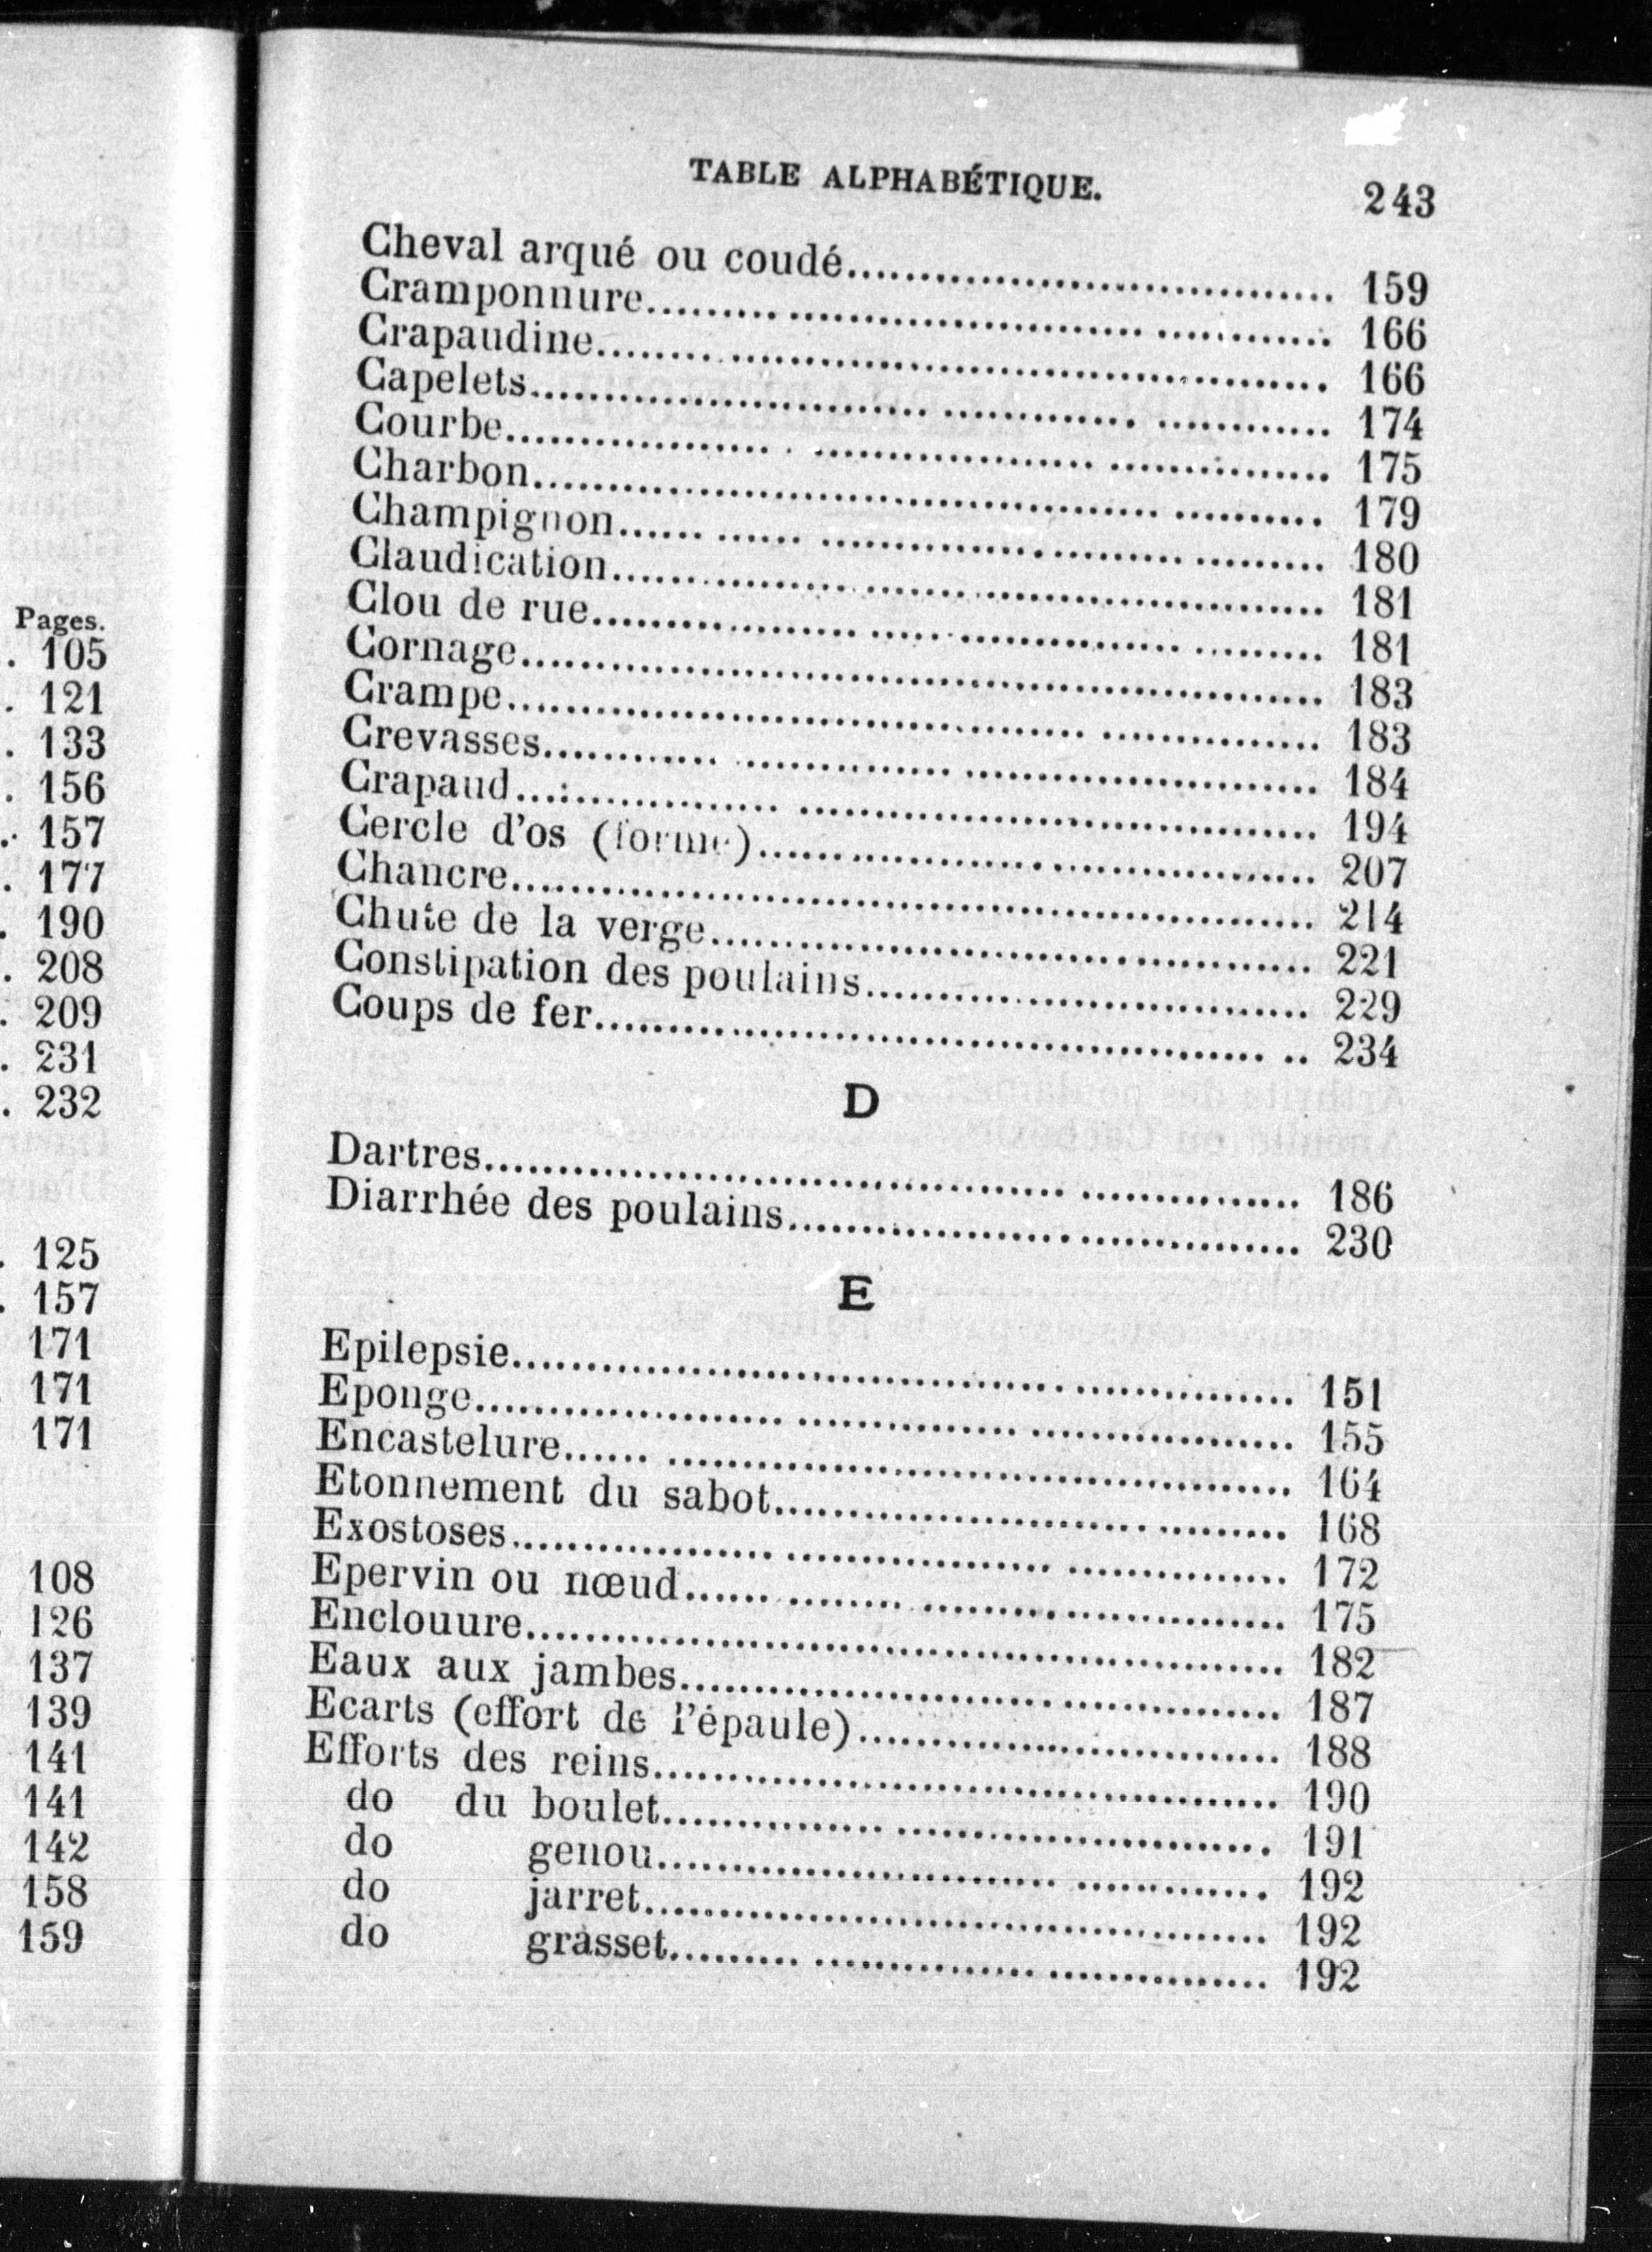 Pages.
. 105
. 121
. 133
. 156
. 157
. 177
. 190
. 208
. 209
. 231
. 232
. 125
. 157
171
171
171
108
126
137
139
141
141
142
158
159
TABLE ALPHABÉTIQUE. 243
Cheval arqué ou coudé........ 159
Cramponnure........ 166
Crapaudine........ 166
Capelets........ 174
Courbe........ 175
Charbon........ 179
Champignon........ 180
Claudication........ 181
Clou de rue........ 181
Cornage........ 183
Crampe........ 183
Crevasses........ 184
Crapaud........ 194
Cercle d'os (forme)........ 207
Chancre........ 214
Chute de la verge........ 221
Constipation des poulains........ 229
Coups de fer........ 234
D
Dartres........ 186
Diarrhée des poulains........ 230
E
Epilepsie........ 151
Eponge........ 155
Encastelure........ 164
Etonnement du sabot........ 168
Exostoses........ 172
Epervin ou nœud........ 175
Enclouure........ 182
Eaux aux jambes........ 187
Ecarts (effort de l'épaule)........ 188
Efforts des reins........ 190
do du boulet........ 191
do genou........ 192
do jarret........ 192
do grasset........ 192